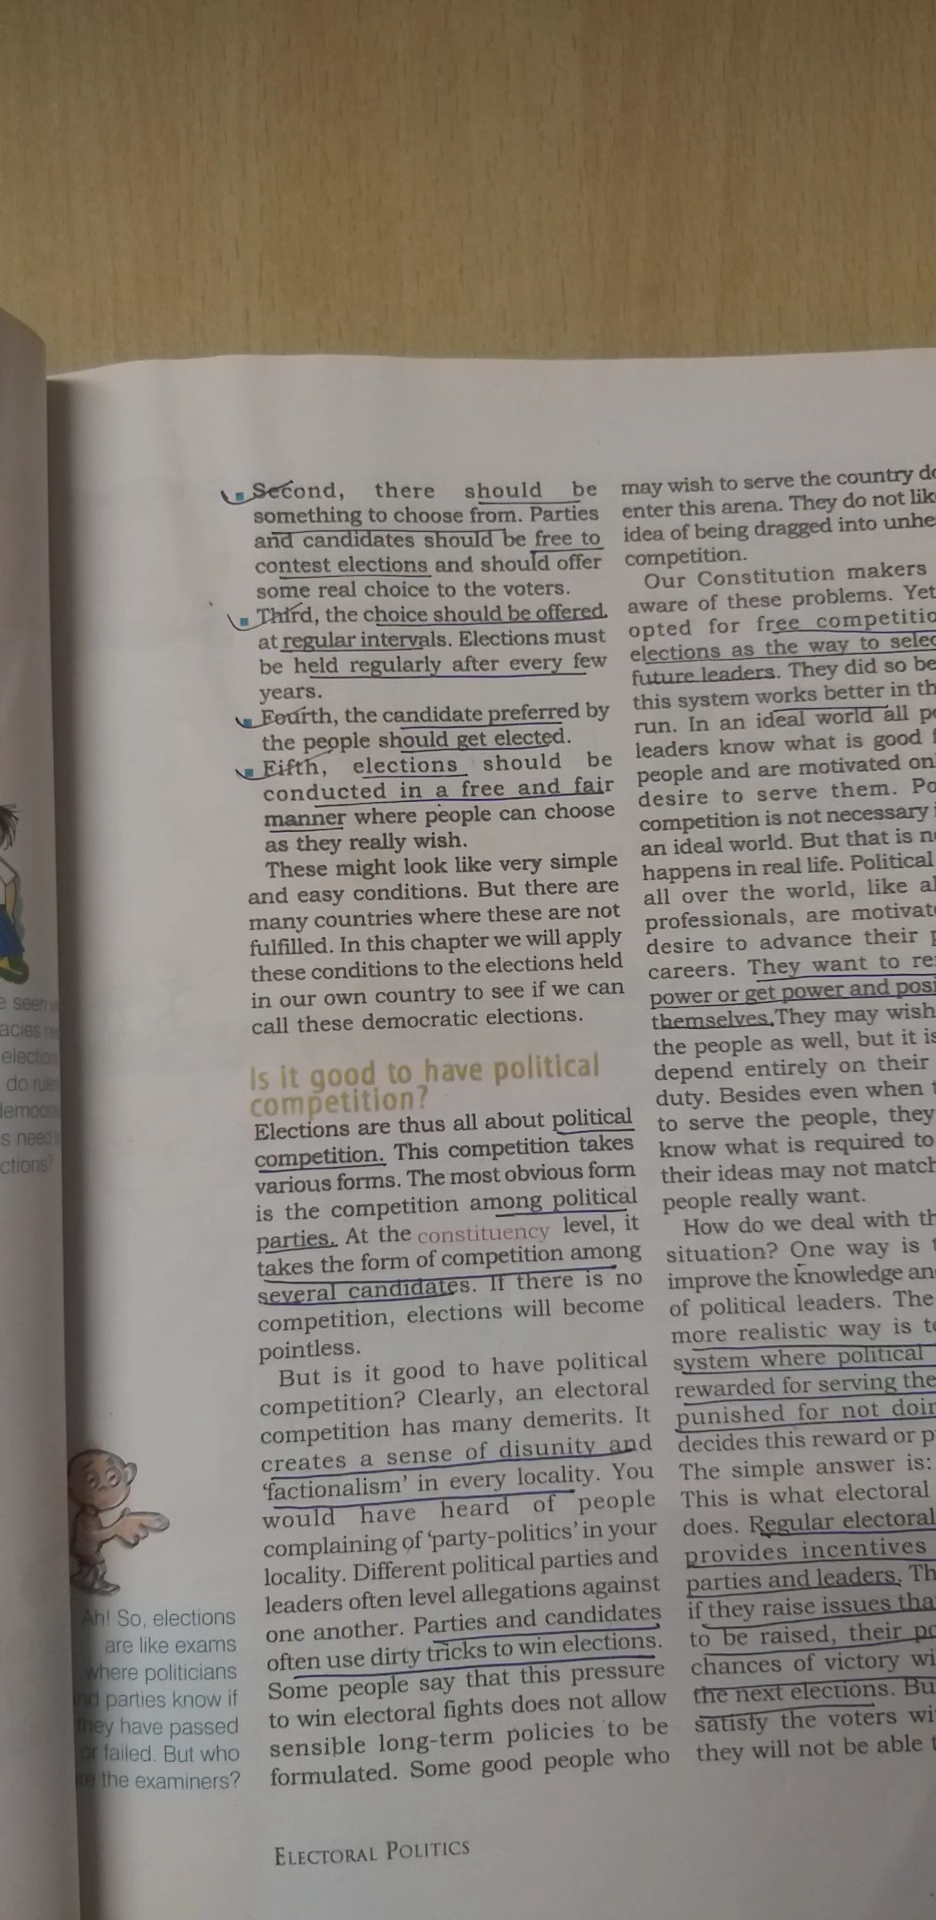 Second, there should be
something to choose from. Parties
and candidates should be free to
contest elections and should offer
some real choice to the voters.
Third, the choice should be offered
at regular intervals. Elections must
be held regularly after every few
years.
Fourth, the candidate preferred by
the people should get elected.
Fifth, elections should be
conducted in a free and fair
manner where people can choose
as they really wish.
These might look like very simple
and easy conditions. But there are
many countries where these are not
fulfilled. In this chapter we will apply
these conditions to the elections held
in our own country to see if we can
call these democratic elections.
Is it good to have political
competition?
Elections are thus all about political
competition. This competition takes
various forms. The most obvious form
is the competition among political
parties. At the constituency level, it
takes the form of competition among
several candidates. If there is no
competition, elections will become
pointless.
But is it good to have political
competition? Clearly, an electoral
competition has many demerits. It
creates a sense of disunity and
‘factionalism’ in every locality. You
would have heard of people
complaining of ‘party-politics’ in your
locality. Different political parties and
leaders often level allegations against
one another. Parties and candidates
often use dirty tricks to win elections.
Some people say that this pressure
to win electoral fights does not allow
sensible long-term policies to be
formulated. Some good people who
may wish to serve the country
enter this arena. They do not
idea of being dragged into
competition.
Our Constitution makers
aware of these problems. Yet
opted for free
elections as the way to
future leaders. They did so
this system works better in
run. In an ideal world all
leaders know what is good
people and are motivated
desire to serve them.
competition is not necessary
an ideal world. But that is
happens in real life. Political
all over the world, like
professionals, are
desire to advance their
careers. They want to
power or get power and
themselves. They may wish
the people as well, but it
depend entirely on their
duty. Besides even when
to serve the people, they
know what is required to
their ideas may not match
people really want.
How do we deal with
situation? One way is
improve the knowledge
of political leaders. The
more realistic way is
system where political
rewarded for serving
punished for not
decides this reward or
The simple answer is:
This is what electoral
does. Regular electoral
provides incentives
parties and leaders.
if they raise issues
to be raised, their
chances of victory
the next elections.
satisfy the voters
they will not be able
seen
acies
do
ctions?
Ah! So, elections
are like exams
where politicians
and parties know if
they have passed
or failed. But who
are the examiners?
ELECTORAL POLITICS